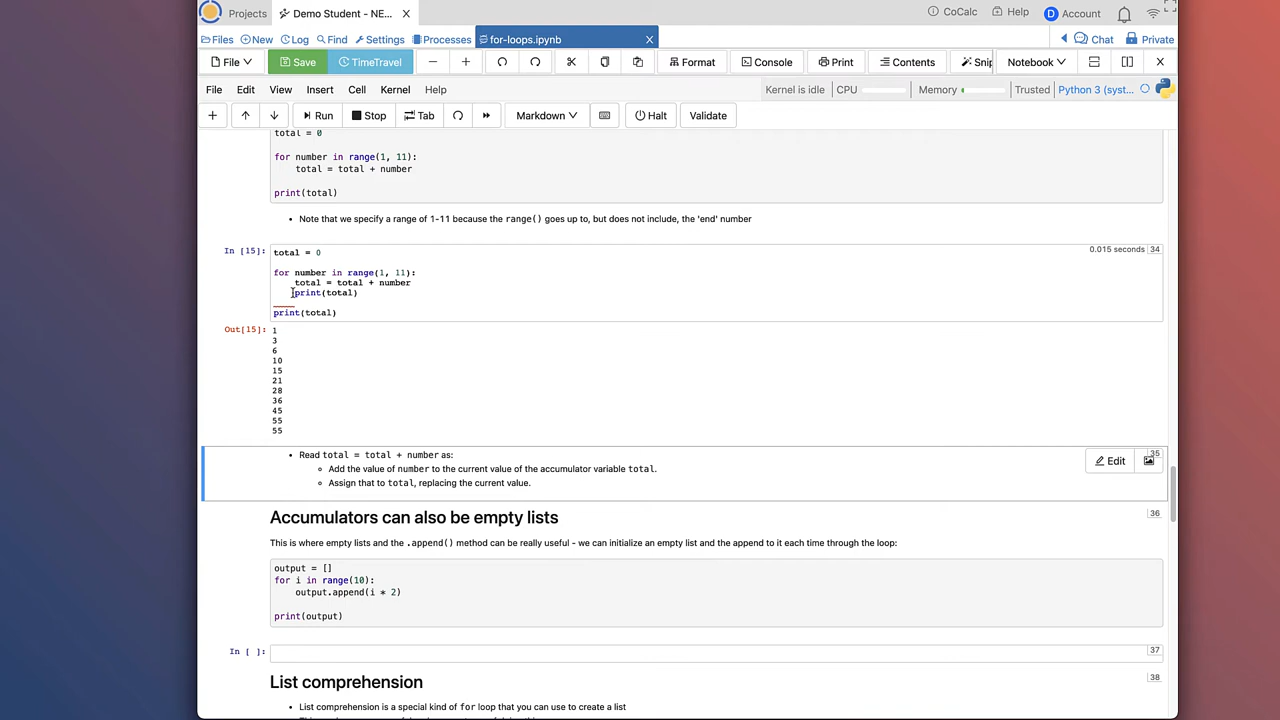 Projects Demo Student - NE...
CoCalc Help Account
Files New Log Find Settings Processes for-loops.ipynb Chat Private
File Save TimeTravel Format Console Print Contents Snip Notebook
File Edit View Insert Cell Kernel Help Kernel is idle CPU Memory Trusted Python 3 (syst...
Run Stop Tab Markdown Halt Validate
total = 0
for number in range(1, 11):
total = total + number
print(total)
Note that we specify a range of 1-11 because the range() goes up to, but does not include, the 'end' number
In [15]: total = 0 0.015 seconds 34
for number in range(1, 11):
total = total + number
print(total)
print(total)
Out[15]: 1
3
6
10
15
21
28
36
45
55
55
Read total = total + number as: 35
Add the value of number to the current value of the accumulator variable total. Edit
Assign that to total, replacing the current value.
Accumulators can also be empty lists 36
This is where empty lists and the .append() method can be really useful - we can initialize an empty list and the append to it each time through the loop:
output = []
for i in range(10):
output.append(i * 2)
print(output)
In [ ]: 37
List comprehension 38
List comprehension is a special kind of for loop that you can use to create a list